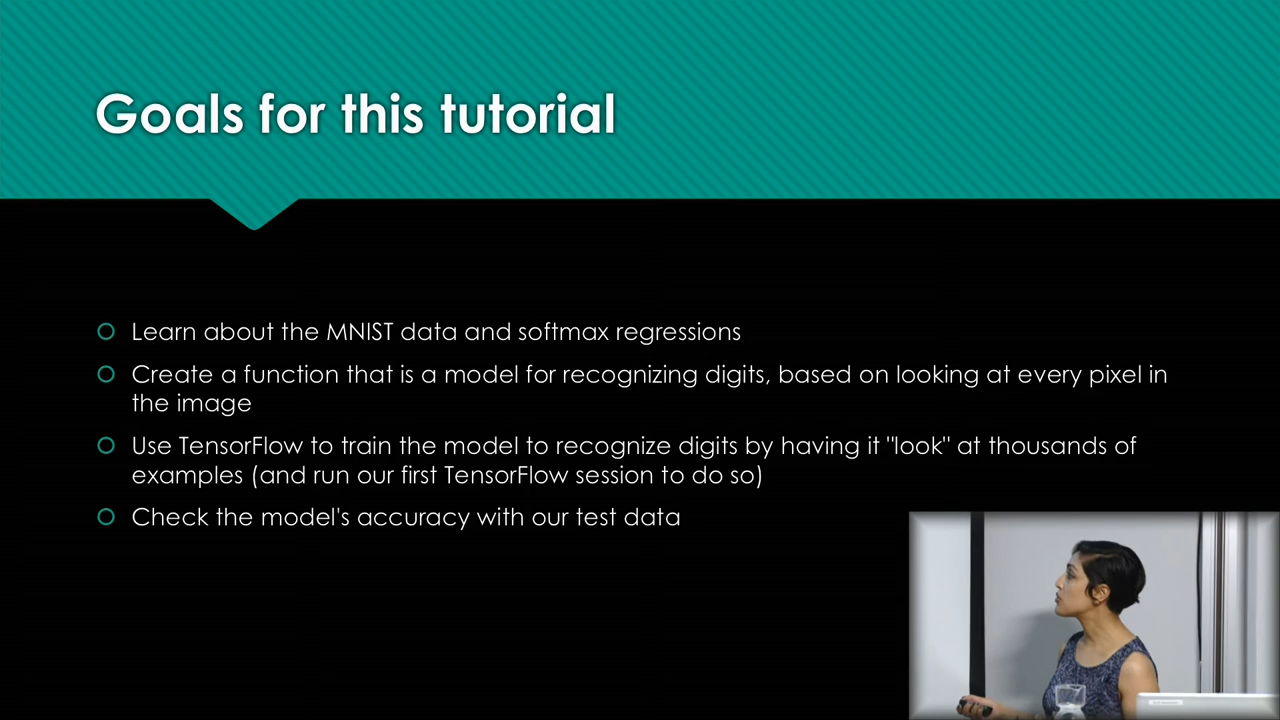 Goals for this tutorial
Learn about the MNIST data and softmax regressions
Create a function that is a model for recognizing digits, based on looking at every pixel in
the image
Use TensorFlow to train the model to recognize digits by having it "look" at thousands of
examples (and run our first TensorFlow session to do so)
Check the model's accuracy with our test data